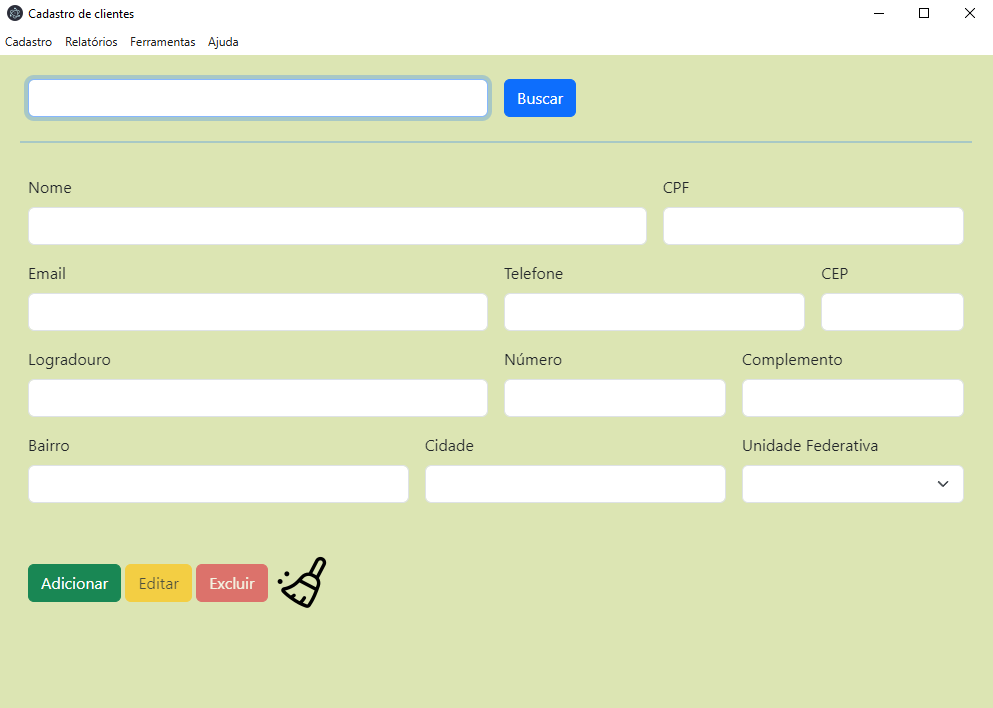 Cadastro de clientes
Cadastro Relatórios Ferramentas Ajuda
Buscar
Nome CPF
Email Telefone CEP
Logradouro Número Complemento
Bairro Cidade Unidade Federativa
Adicionar Editar Excluir